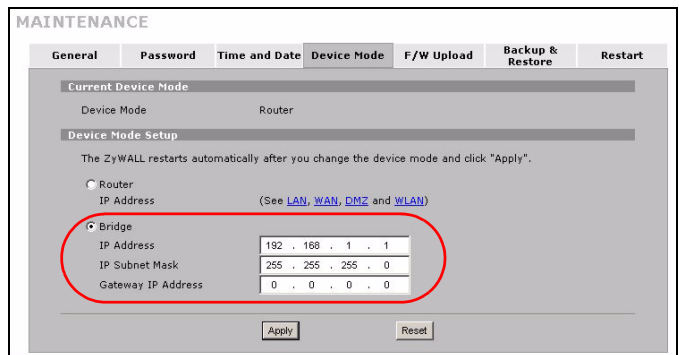 MAINTENANCE
General Password Time and Date Device Mode F/W Upload Backup & Restore Restart
Current Device Mode
Device Mode Router
Device Mode Setup
The ZyWALL restarts automatically after you change the device mode and click "Apply".
Router
IP Address (See LAN, WAN, DMZ and WLAN)
Bridge
IP Address 192 . 168 . 1 . 1
IP Subnet Mask 255 . 255 . 255 . 0
Gateway IP Address 0 . 0 . 0 . 0
Apply Reset